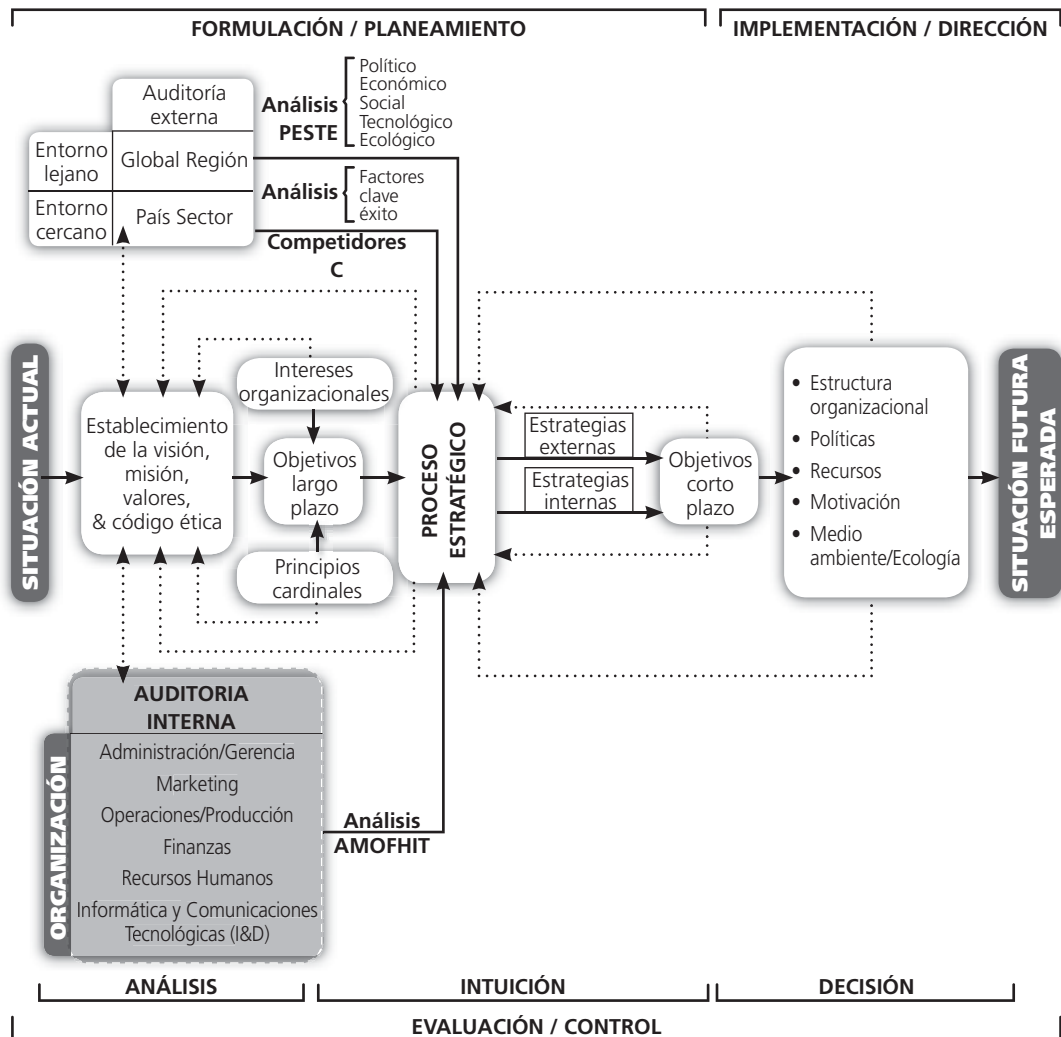 FORMULACIÓN / PLANEAMIENTO
IMPLEMENTACIÓN / DIRECCIÓN
Auditoría
externa
Entorno
lejano
Global Región
Entorno
cercano
País Sector
Análisis
PESTE
Político
Económico
Social
Tecnológico
Ecológico
Análisis
Factores
clave
éxito
Competidores
C
SITUACIÓN ACTUAL
Establecimiento
de la visión,
misión,
valores,
& código ética
Intereses
organizacionales
Objetivos
largo
plazo
Principios
cardinales
PROCESO
ESTRATÉGICO
Estrategias
externas
Estrategias
internas
Objetivos
corto
plazo
• Estructura
organizacional
• Políticas
• Recursos
• Motivación
• Medio
ambiente/Ecología
SITUACIÓN FUTURA
ESPERADA
ORGANIZACIÓN
AUDITORIA
INTERNA
Administración/Gerencia
Marketing
Operaciones/Producción
Finanzas
Recursos Humanos
Informática y Comunicaciones
Tecnológicas (I&D)
Análisis
AMOFHIT
ANÁLISIS
INTUICIÓN
DECISIÓN
EVALUACIÓN / CONTROL